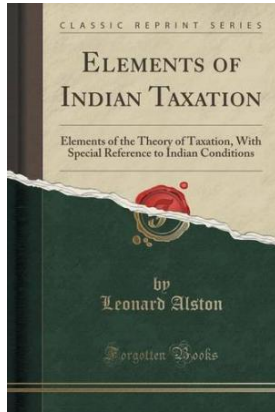 CLASSIC REPRINT SERIES
ELEMENTS OF
INDIAN TAXATION
Elements of the Theory of Taxation, With
Special Reference to Indian Conditions
by
Leonard Alston
Forgotten Books